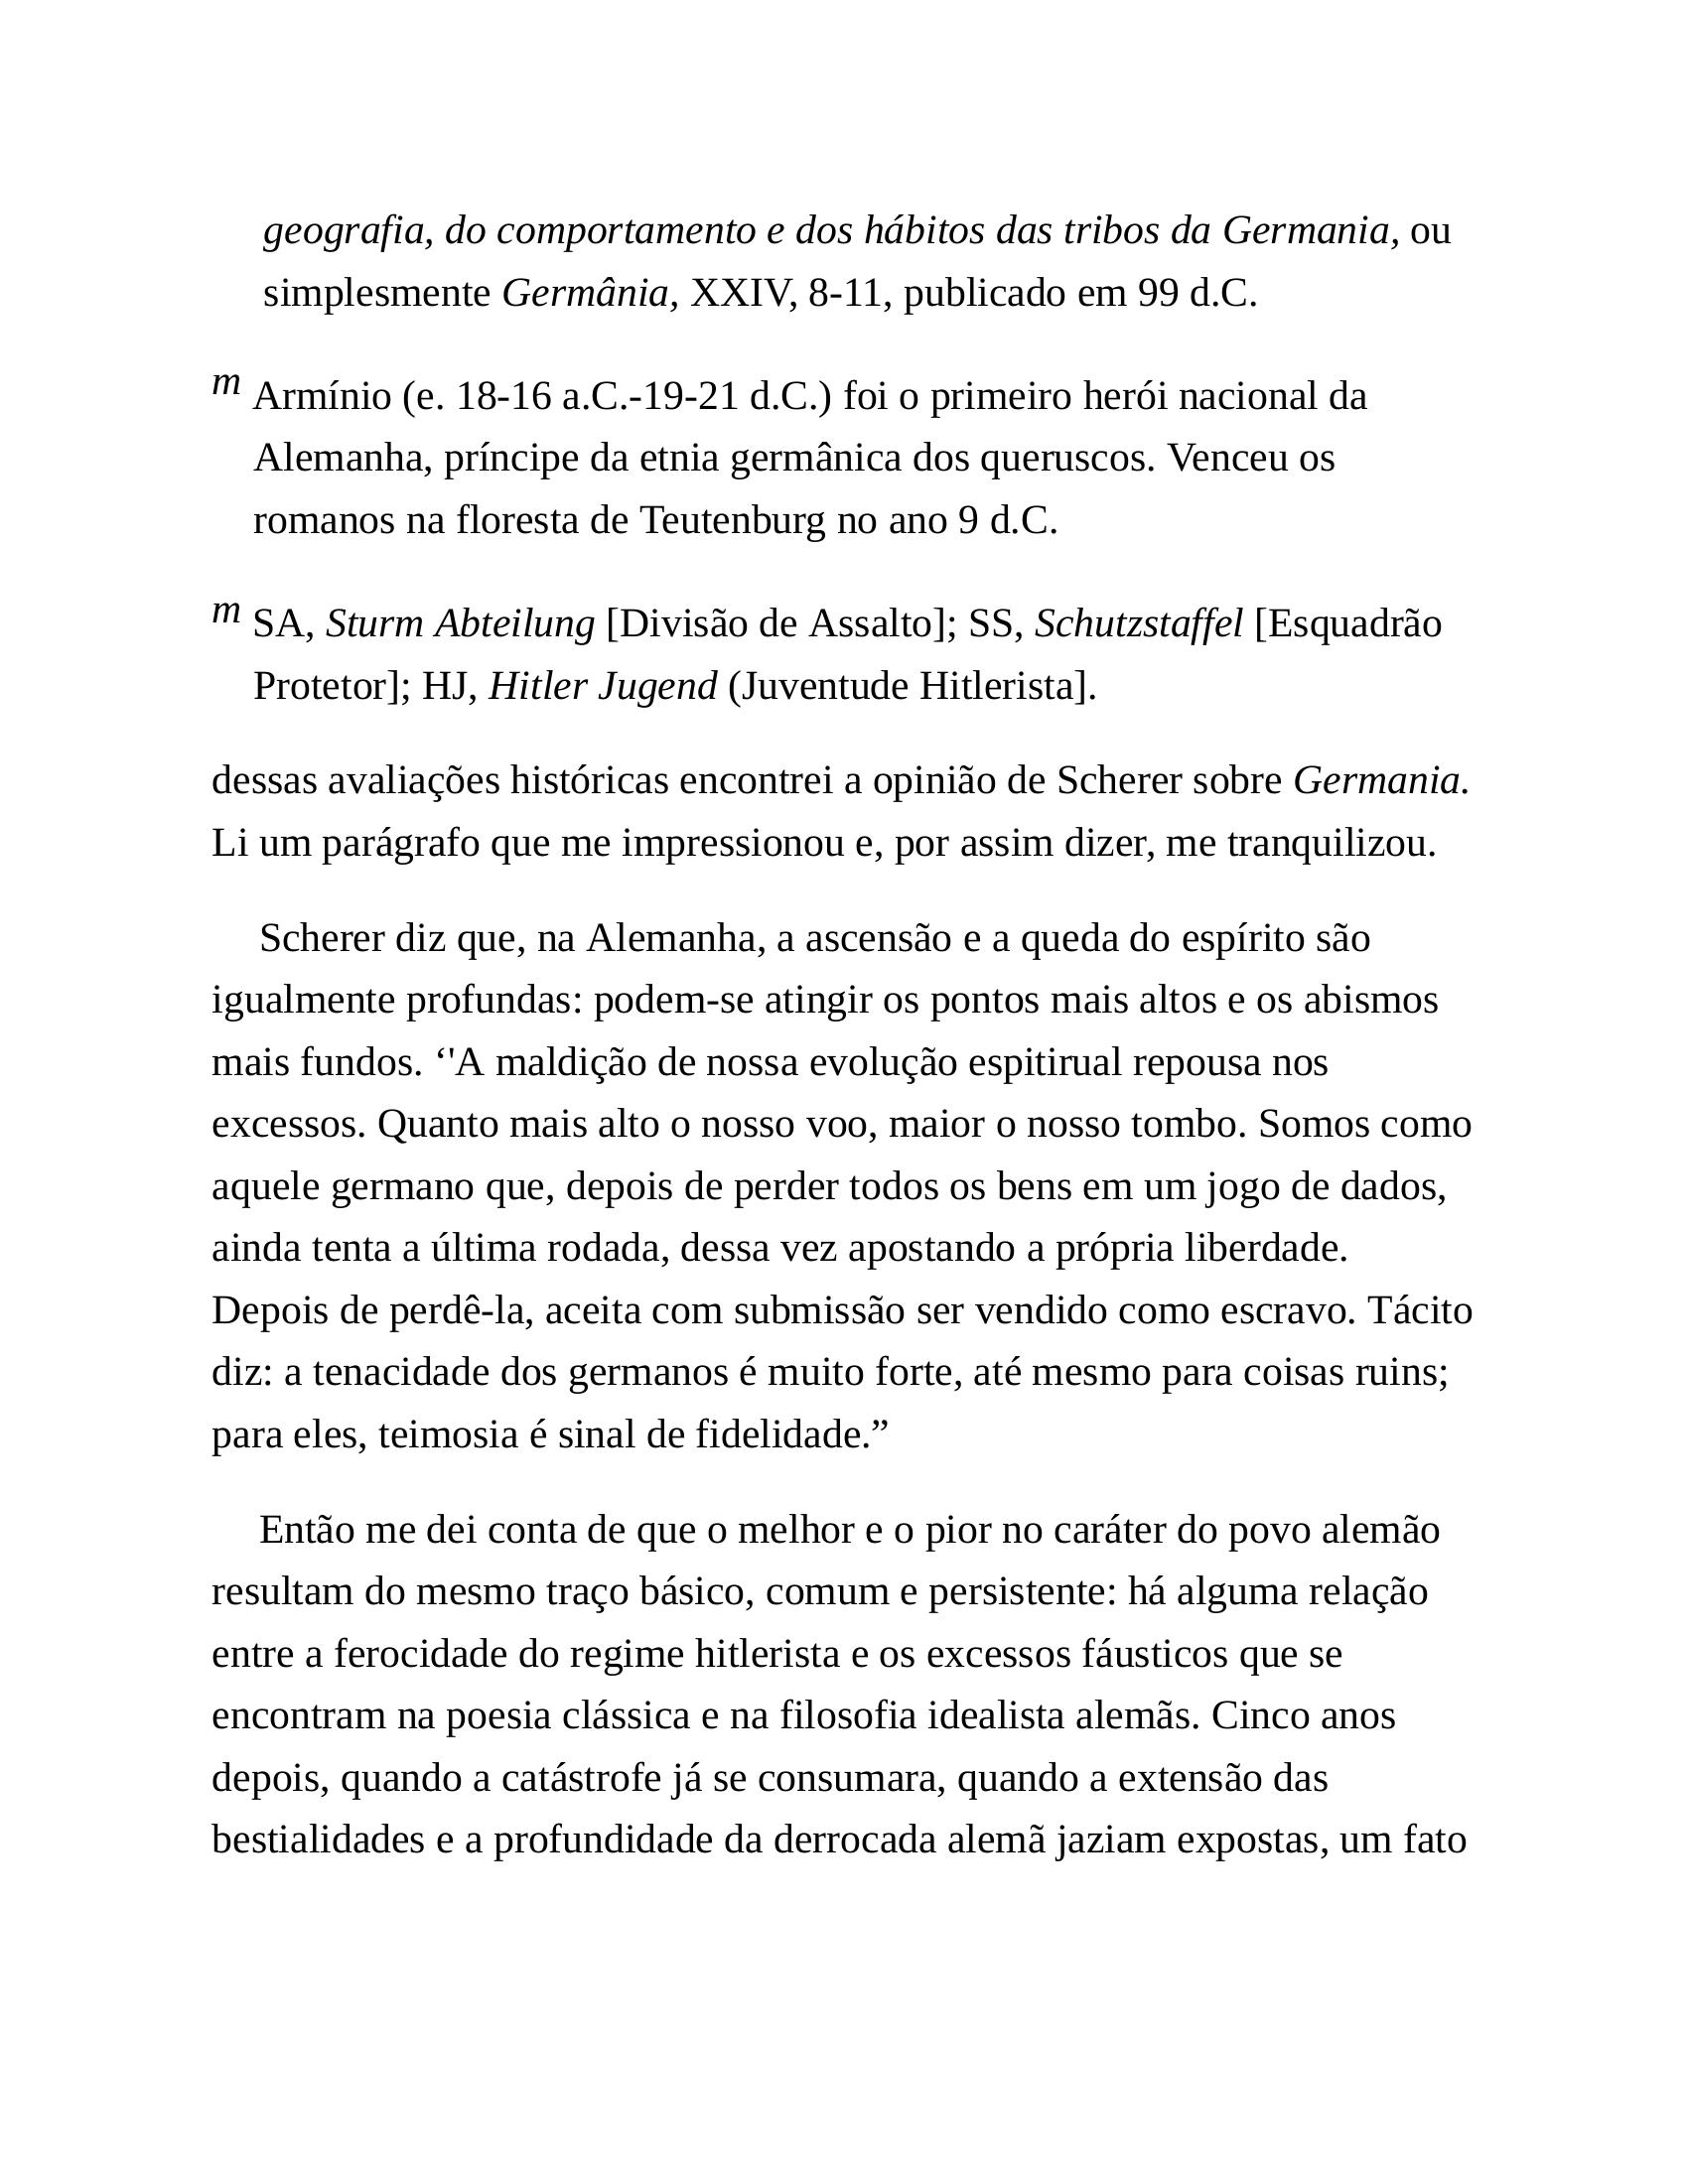 geografia, do comportamento e dos hábitos das tribos da Germania, ou
simplesmente Germânia, XXIV, 8-11, publicado em 99 d.C.
m Armínio (e. 18-16 a.C.-19-21 d.C.) foi o primeiro herói nacional da
Alemanha, príncipe da etnia germânica dos queruscos. Venceu os
romanos na floresta de Teutenburg no ano 9 d.C.
m SA, Sturm Abteilung [Divisão de Assalto]; SS, Schutzstaffel [Esquadrão
Protetor]; HJ, Hitler Jugend (Juventude Hitlerista].
dessas avaliações históricas encontrei a opinião de Scherer sobre Germania.
Li um parágrafo que me impressionou e, por assim dizer, me tranquilizou.
Scherer diz que, na Alemanha, a ascensão e a queda do espírito são
igualmente profundas: podem-se atingir os pontos mais altos e os abismos
mais fundos. ‘'A maldição de nossa evolução espitirual repousa nos
excessos. Quanto mais alto o nosso voo, maior o nosso tombo. Somos como
aquele germano que, depois de perder todos os bens em um jogo de dados,
ainda tenta a última rodada, dessa vez apostando a própria liberdade.
Depois de perdê-la, aceita com submissão ser vendido como escravo. Tácito
diz: a tenacidade dos germanos é muito forte, até mesmo para coisas ruins;
para eles, teimosia é sinal de fidelidade.”
Então me dei conta de que o melhor e o pior no caráter do povo alemão
resultam do mesmo traço básico, comum e persistente: há alguma relação
entre a ferocidade do regime hitlerista e os excessos fáusticos que se
encontram na poesia clássica e na filosofia idealista alemãs. Cinco anos
depois, quando a catástrofe já se consumara, quando a extensão das
bestialidades e a profundidade da derrocada alemã jaziam expostas, um fato